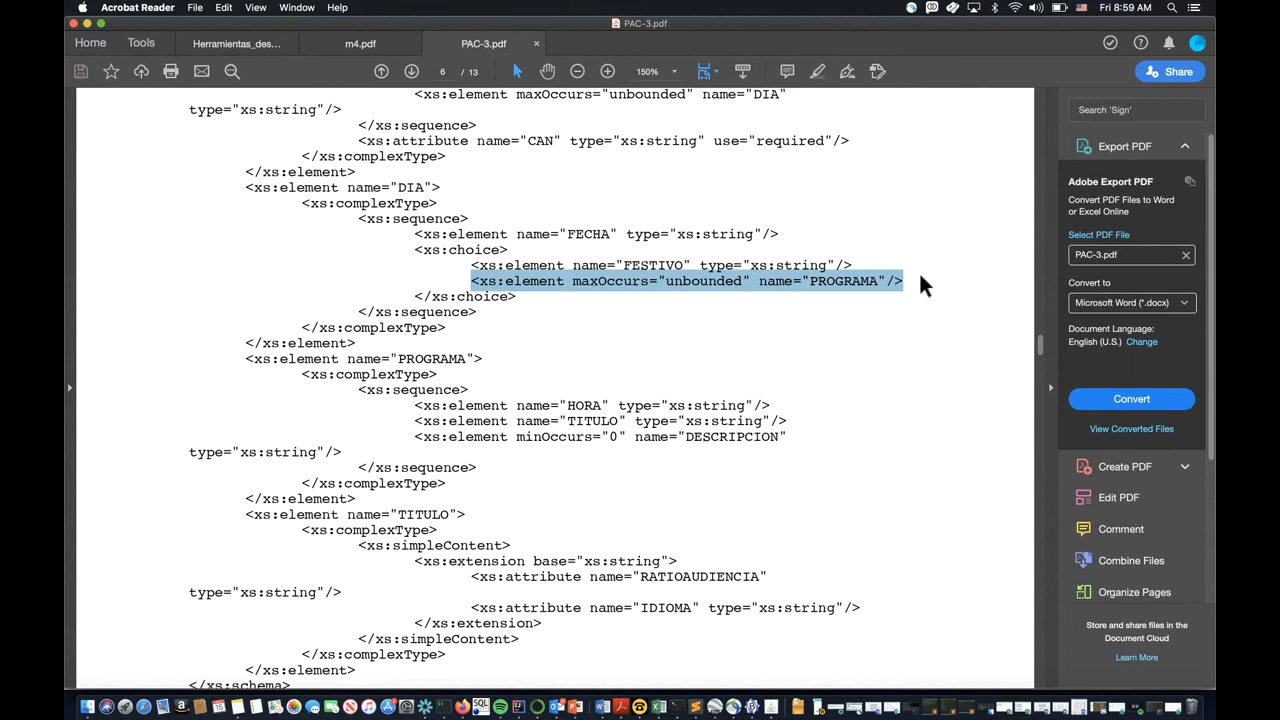 Acrobat Reader File Edit View Window Help Fri 8:59 AM
PAC-3.pdf
Home Tools Herramientas_des... m4.pdf PAC-3.pdf ×
6 / 13 150% Share
<xs:element maxOccurs="unbounded" name="DIA"
type="xs:string"/>
</xs:sequence>
<xs:attribute name="CAN" type="xs:string" use="required"/>
</xs:complexType>
</xs:element>
<xs:element name="DIA">
<xs:complexType>
<xs:sequence>
<xs:element name="FECHA" type="xs:string"/>
<xs:choice>
<xs:element name="FESTIVO" type="xs:string"/>
<xs:element maxOccurs="unbounded" name="PROGRAMA"/>
</xs:choice>
</xs:sequence>
</xs:complexType>
</xs:element>
<xs:element name="PROGRAMA">
<xs:complexType>
<xs:sequence>
<xs:element name="HORA" type="xs:string"/>
<xs:element name="TITULO" type="xs:string"/>
<xs:element minOccurs="0" name="DESCRIPCION"
type="xs:string"/>
</xs:sequence>
</xs:complexType>
</xs:element>
<xs:element name="TITULO">
<xs:complexType>
<xs:simpleContent>
<xs:extension base="xs:string">
<xs:attribute name="RATIOAUDIENCIA"
type="xs:string"/>
<xs:attribute name="IDIOMA" type="xs:string"/>
</xs:extension>
</xs:simpleContent>
</xs:complexType>
</xs:element>
</xs:schema>
Search 'Sign'
Export PDF
Adobe Export PDF
Convert PDF Files to Word
or Excel Online
Select PDF File
PAC-3.pdf
Convert to
Microsoft Word (*.docx)
Document Language:
English (U.S.) Change
Convert
View Converted Files
Create PDF
Edit PDF
Comment
Combine Files
Organize Pages
Store and share files in the
Document Cloud
Learn More
SQL